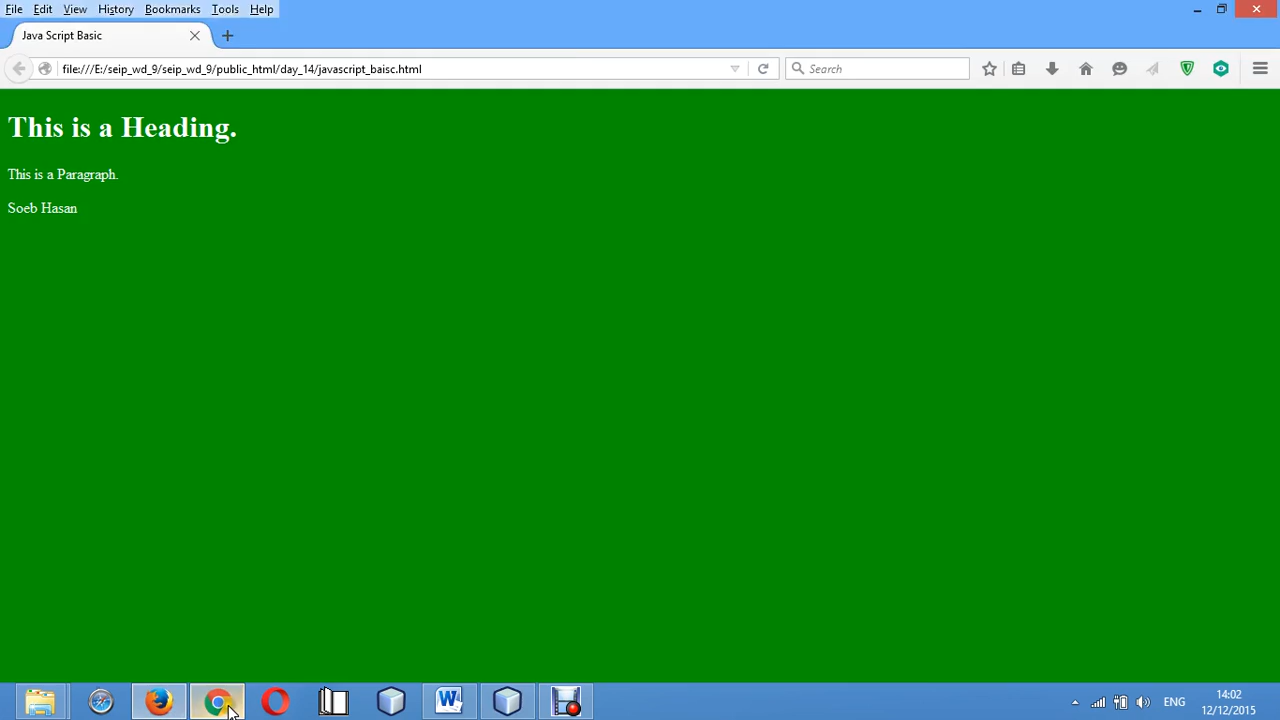 File Edit View History Bookmarks Tools Help
Java Script Basic
file:///E:/seip_wd_9/seip_wd_9/public_html/day_14/javascript_baisc.html
Search
This is a Heading.
This is a Paragraph.
Soeb Hasan
W
ENG
14:02
12/12/2015